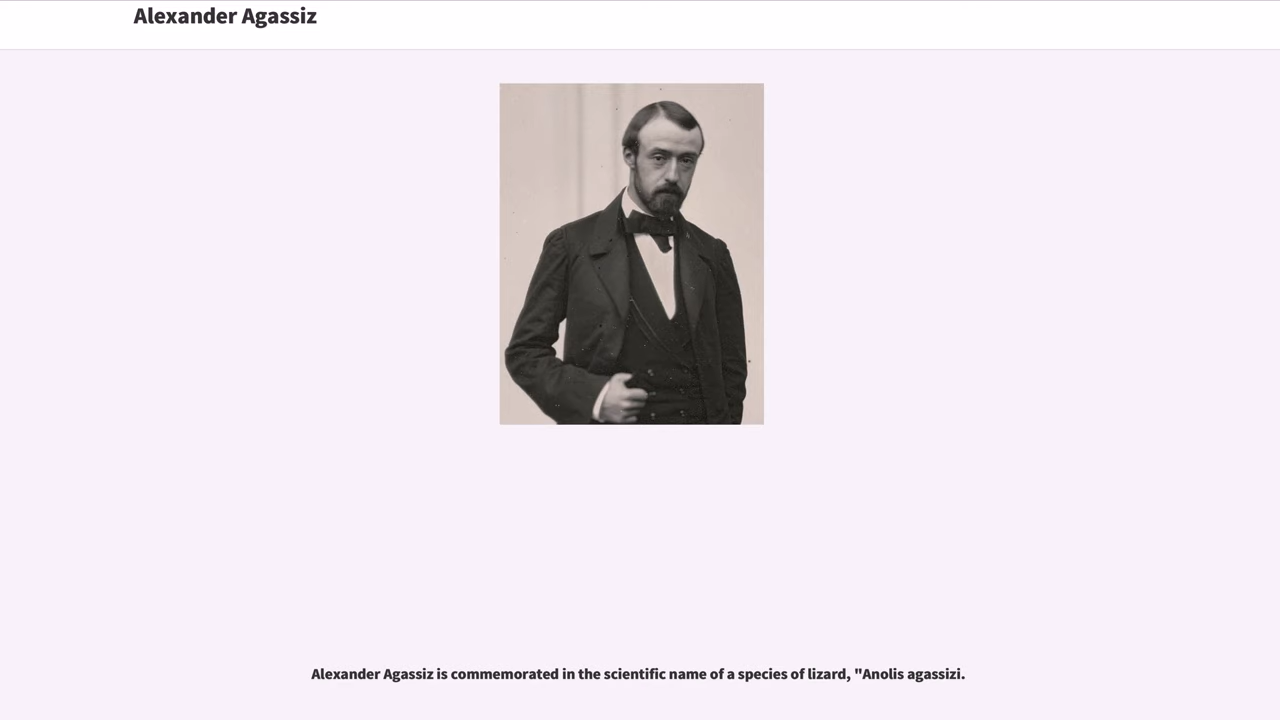 Alexander Agassiz
Alexander Agassiz is commemorated in the scientific name of a species of lizard, "Anolis agassizi.